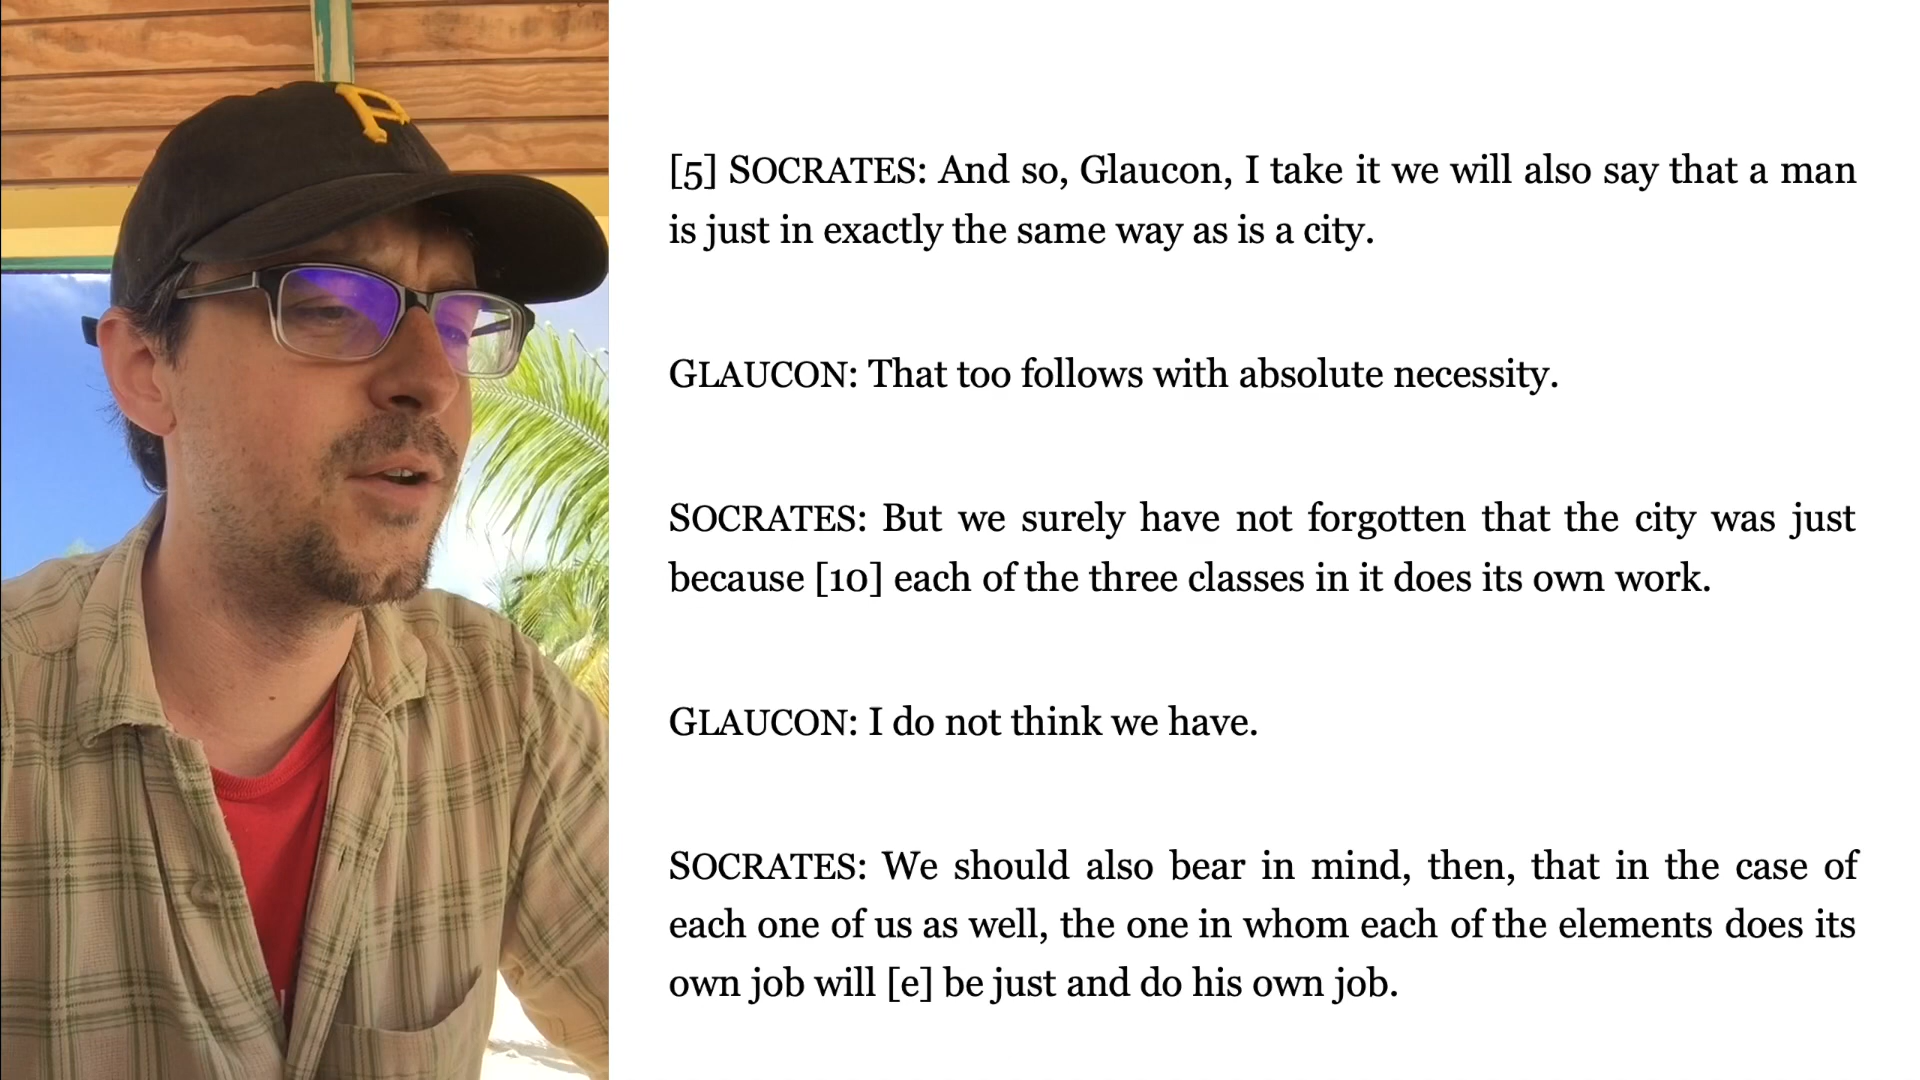 P
[5] SOCRATES: And so, Glaucon, I take it we will also say that a man
is just in exactly the same way as is a city.
GLAUCON: That too follows with absolute necessity.
SOCRATES: But we surely have not forgotten that the city was just
because [10] each of the three classes in it does its own work.
GLAUCON: I do not think we have.
SOCRATES: We should also bear in mind, then, that in the case of
each one of us as well, the one in whom each of the elements does its
own job will [e] be just and do his own job.